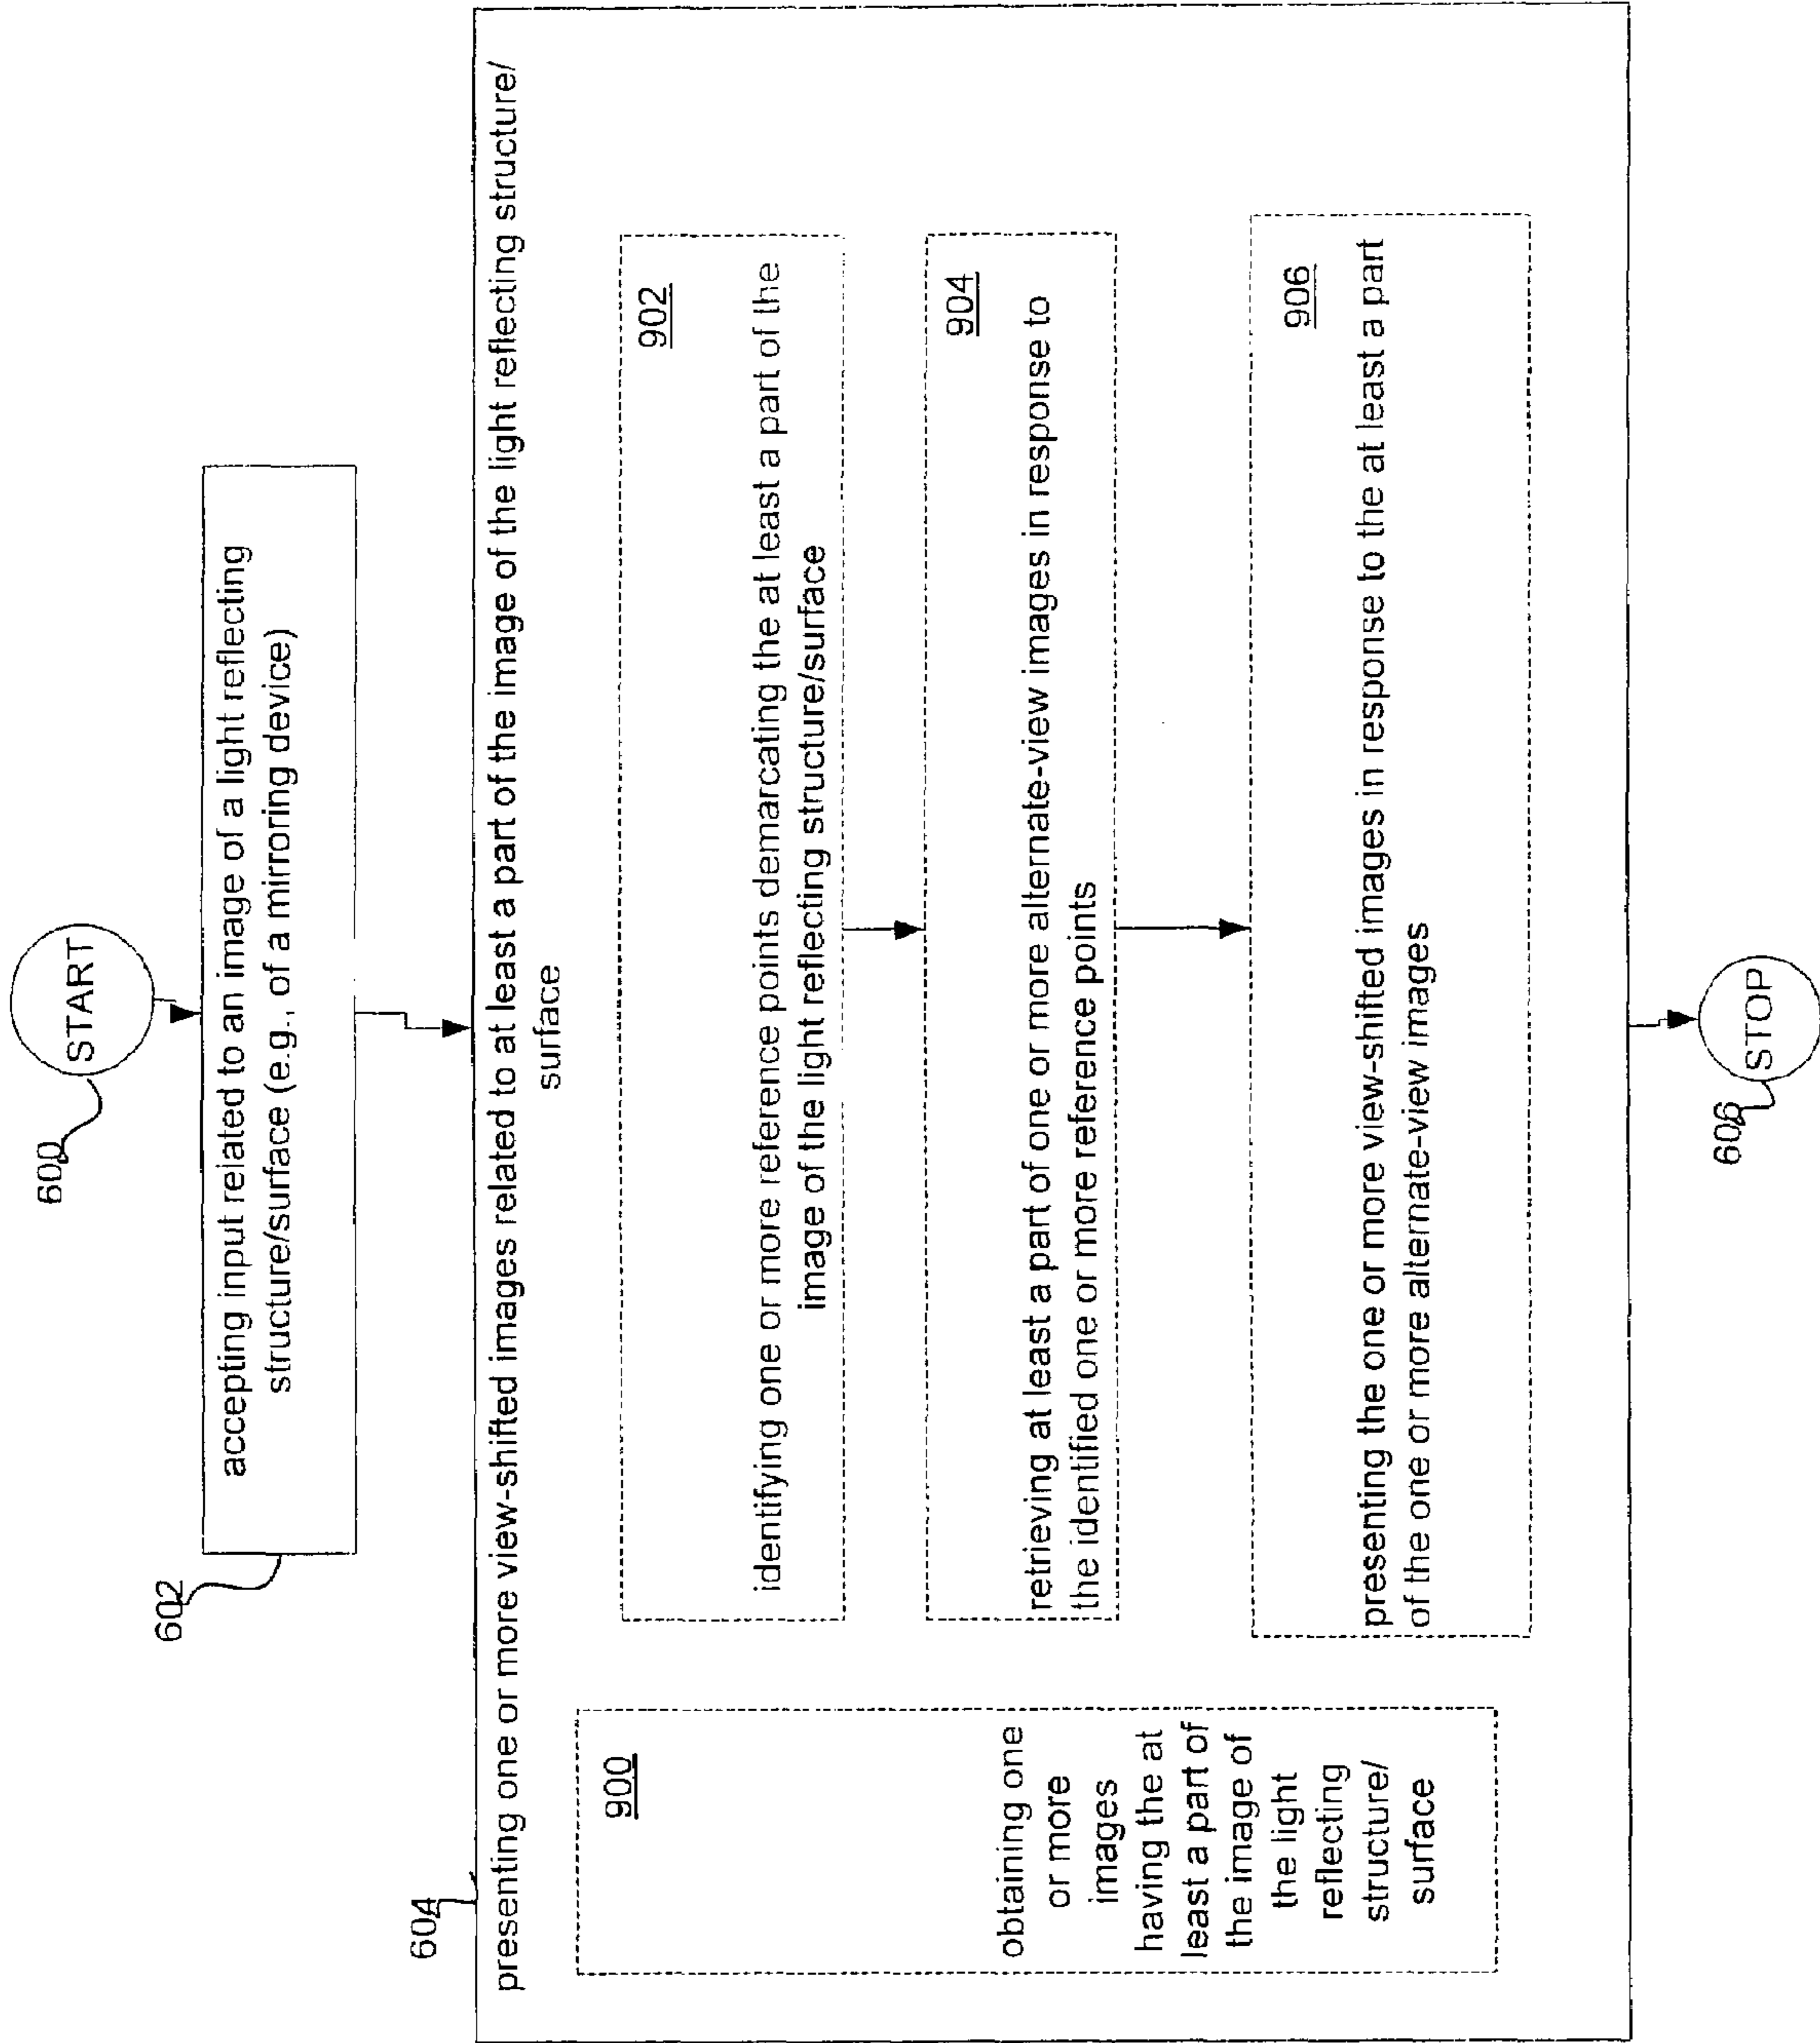 START
600
accepting input related to an image of a light reflecting
structure/surface (e.g., of a mirroring device)
602
604
presenting one or more view-shifted images related to at least a part of the image of the light reflecting structure/
surface
900
obtaining one
or more
images
having the at
least a part of
the image of
the light
reflecting
structure/
surface
902
identifying one or more reference points demarcating the at least a part of the
image of the light reflecting structure/surface
904
retrieving at least a part of one or more alternate-view images in response to
the identified one or more reference points
906
presenting the one or more view-shifted images in response to the at least a part
of the one or more alternate-view images
STOP
606